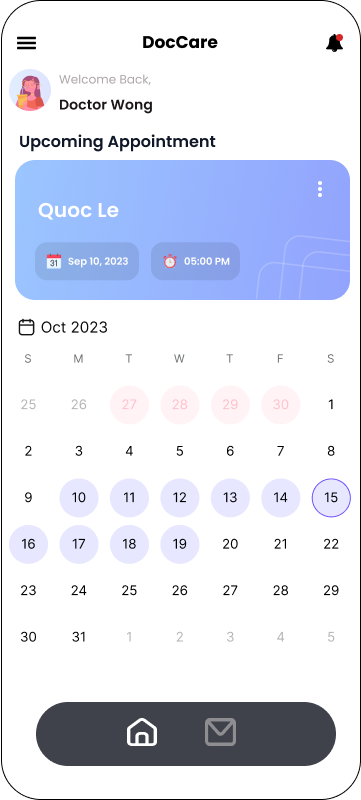 DocCare
Welcome Back,
Doctor Wong
Upcoming Appointment
Quoc Le
31 Sep 10, 2023 05:00 PM
Oct 2023
S M T W T F S
25 26 27 28 29 30 1
2 3 4 5 6 7 8
9 10 11 12 13 14 15
16 17 18 19 20 21 22
23 24 25 26 27 28 29
30 31 1 2 3 4 5